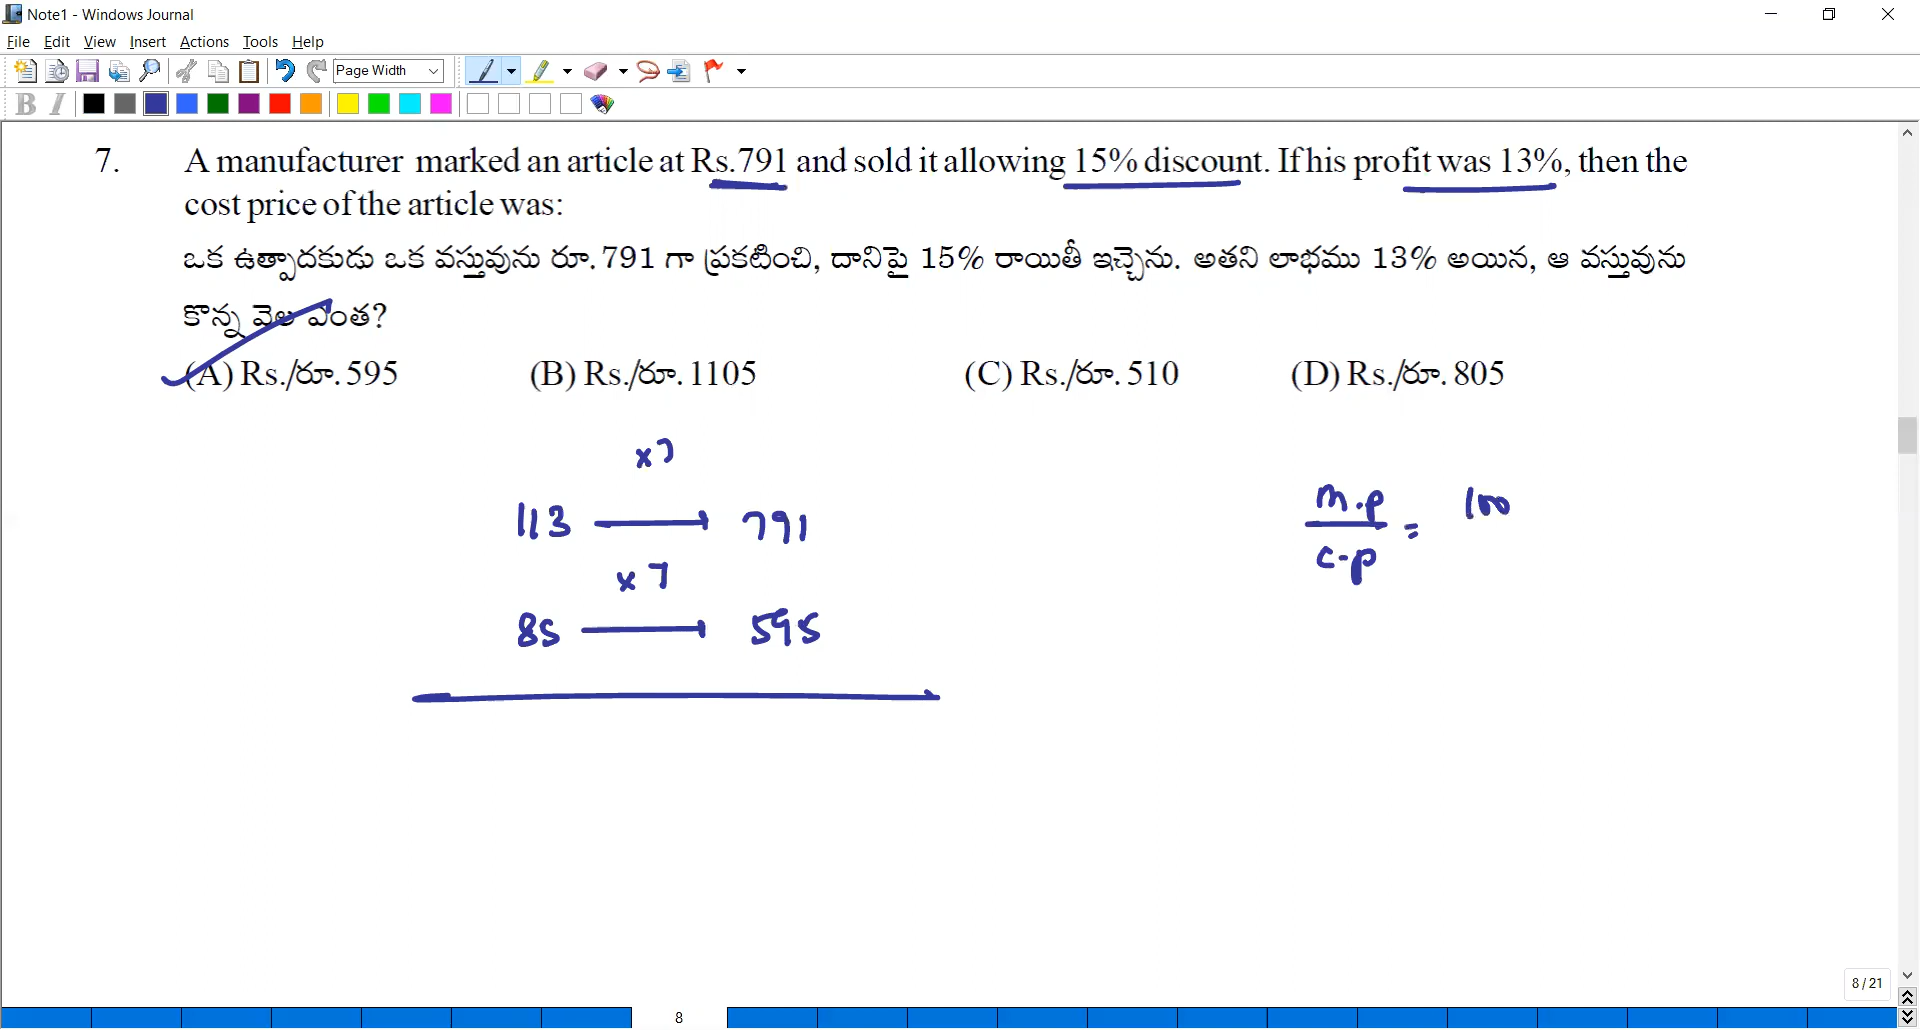 Note1 - Windows Journal
File Edit View Insert Actions Tools Help
Page Width
B I
7. A manufacturer marked an article at Rs.791 and sold it allowing 15% discount. If his profit was 13%, then the
cost price of the article was:
ఒక ఉత్పాదకుడు ఒక వస్తువును రూ. 791 గా ప్రకటించి, దానిపై 15% రాయితీ ఇచ్చెను. అతని లాభము 13% అయిన, ఆ వస్తువును
కొన్న వెల ఎంత?
(A) Rs./రూ. 595 (B) Rs./రూ. 1105 (C) Rs./రూ. 510 (D) Rs./రూ. 805
x7
113 791
x7
85 595
m.p
c.p
= 100
8 / 21
8